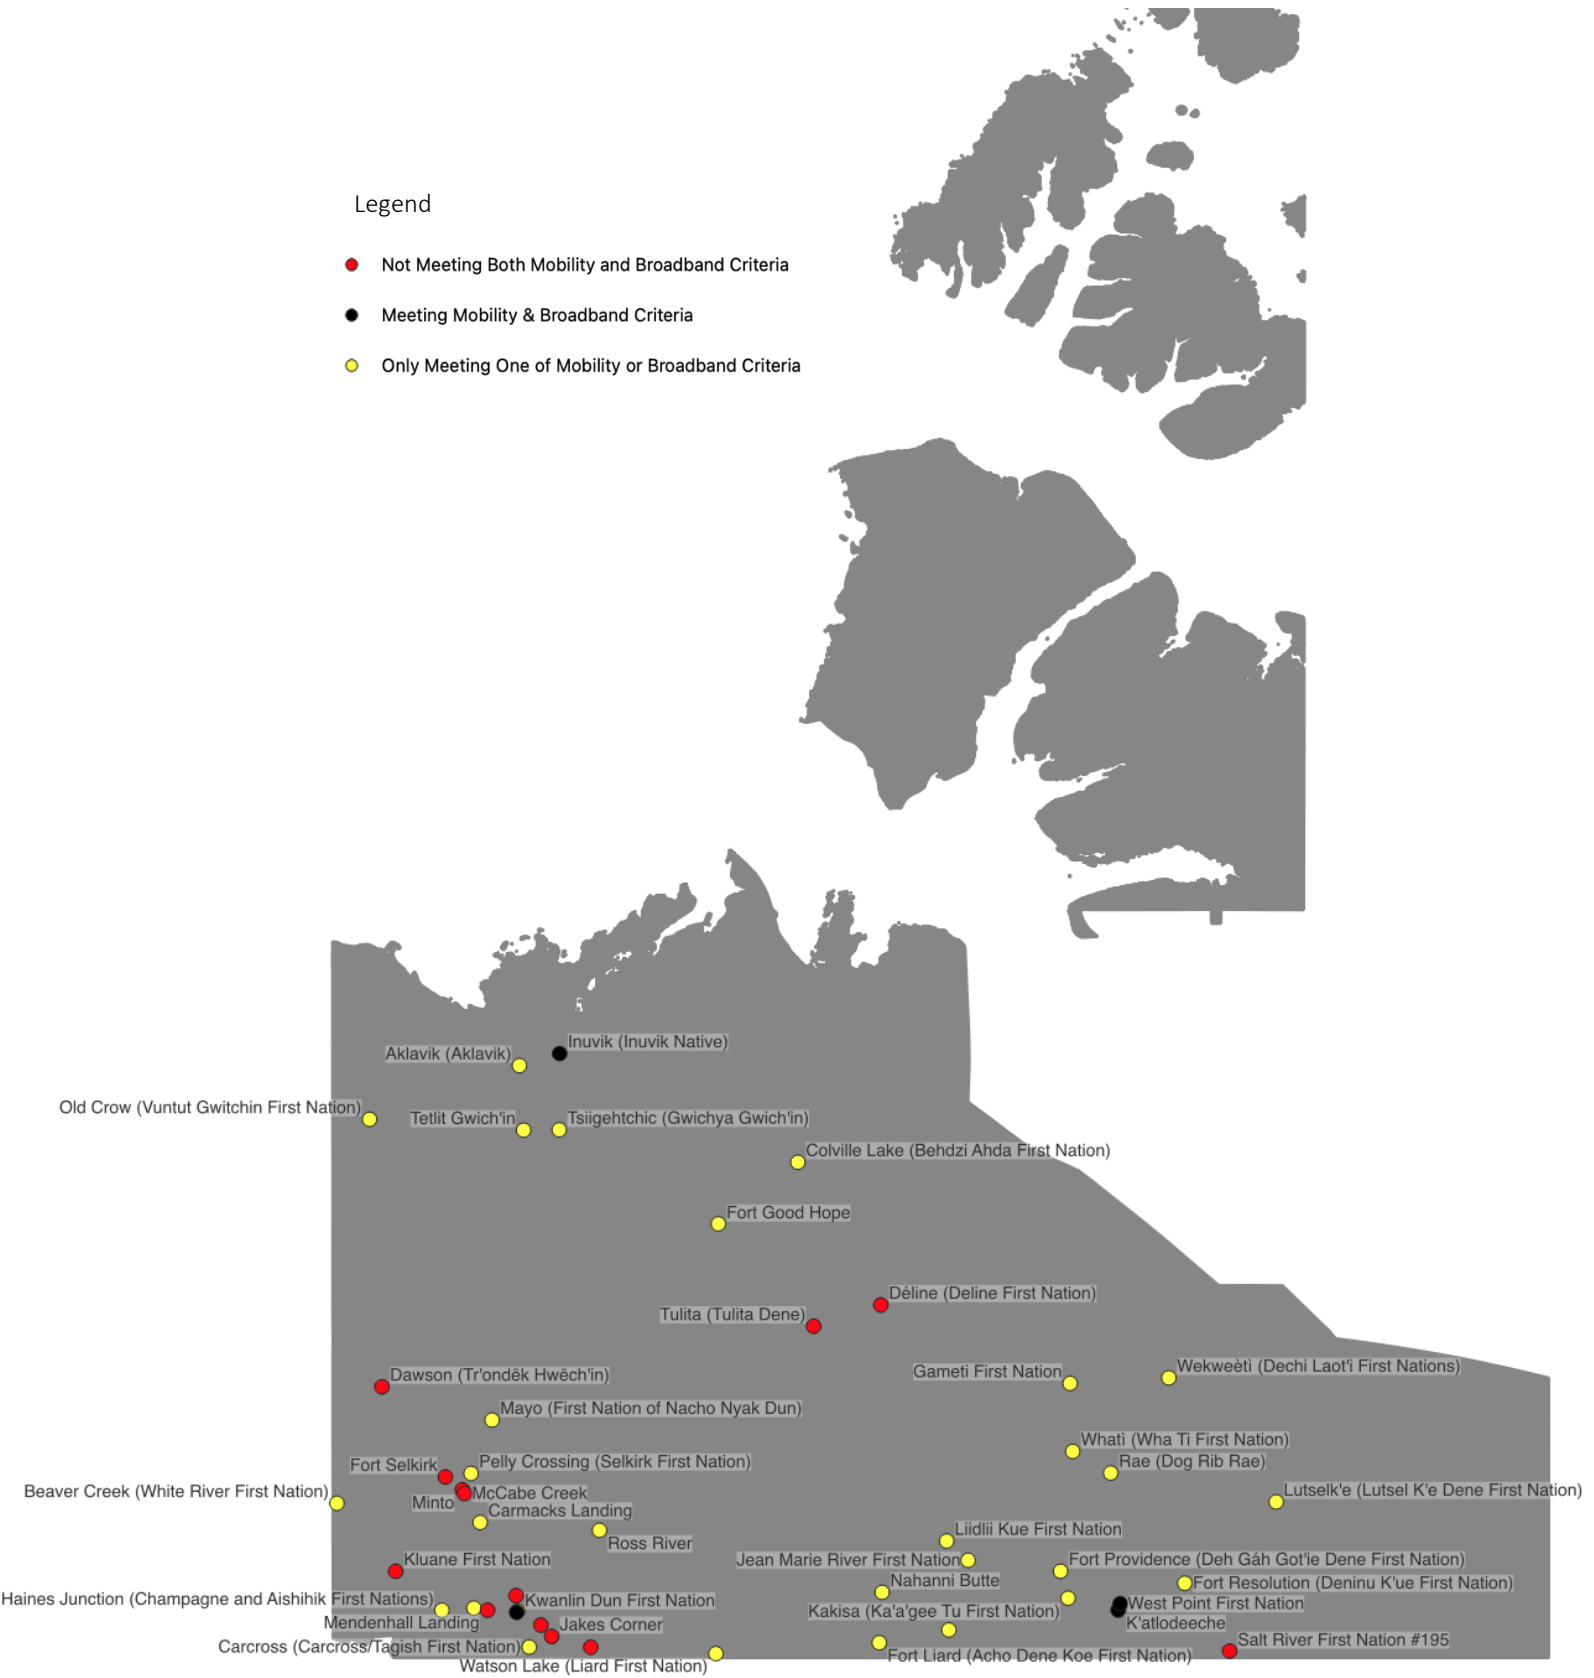 Legend
Not Meeting Both Mobility and Broadband Criteria
Meeting Mobility & Broadband Criteria
Only Meeting One of Mobility or Broadband Criteria
Inuvik (Inuvik Native)
Aklavik (Aklavik)
Old Crow (Vuntut Gwitchin First Nation)
Tetlit Gwich'in
Tsiigehtchic (Gwichya Gwich'in)
Colville Lake (Behdzi Ahda First Nation)
Fort Good Hope
Déline (Deline First Nation)
Tulita (Tulita Dene)
Wekweètì (Dechi Laot'i First Nations)
Gameti First Nation
Dawson (Tr'ondëk Hwëch'in)
Mayo (First Nation of Nacho Nyak Dun)
Whatì (Wha Ti First Nation)
Pelly Crossing (Selkirk First Nation)
Rae (Dog Rib Rae)
Fort Selkirk
Beaver Creek (White River First Nation)
McCabe Creek
Lutselk'e (Lutsel K'e Dene First Nation)
Minto
Carmacks Landing
Liidlii Kue First Nation
Ross River
Kluane First Nation
Jean Marie River First Nation
Fort Providence (Deh Gáh Got'ie Dene First Nation)
Nahanni Butte
Fort Resolution (Deninu K'ue First Nation)
Haines Junction (Champagne and Aishihik First Nations)
Kwanlin Dun First Nation
West Point First Nation
Kakisa (Ka'a'gee Tu First Nation)
Mendenhall Landing
Jakes Corner
K'atlodeeche
Salt River First Nation #195
Carcross (Carcross/Tagish First Nation)
Fort Liard (Acho Dene Koe First Nation)
Watson Lake (Liard First Nation)